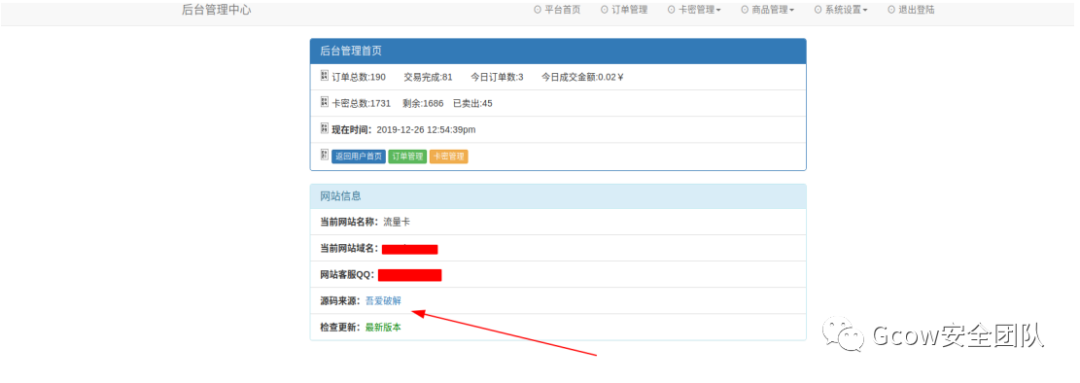 后台管理中心 平台首页 订单管理 卡密管理 商品管理 系统设置 退出登陆
后台管理首页
订单总数:190 交易完成:81 今日订单数:3 今日成交金额:0.02￥
卡密总数:1731 剩余:1686 已卖出:45
现在时间：2019-12-26 12:54:39pm
返回用户首页 订单管理 卡密管理
网站信息
当前网站名称：流量卡
当前网站域名：
网站客服QQ：
源码来源：吾爱破解
检查更新：最新版本
Gcow安全团队